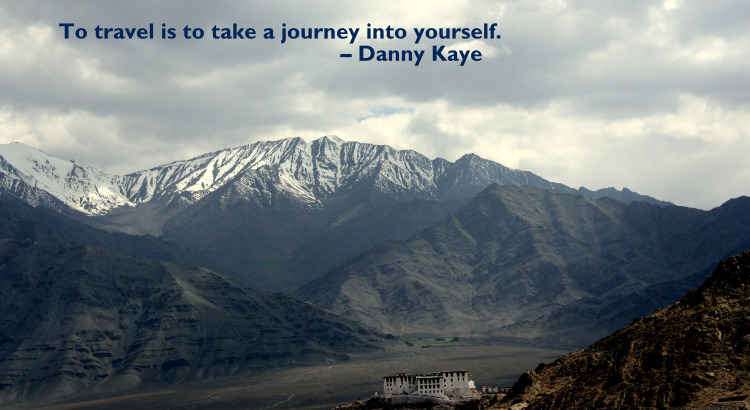 To travel is to take a journey into yourself.
– Danny Kaye